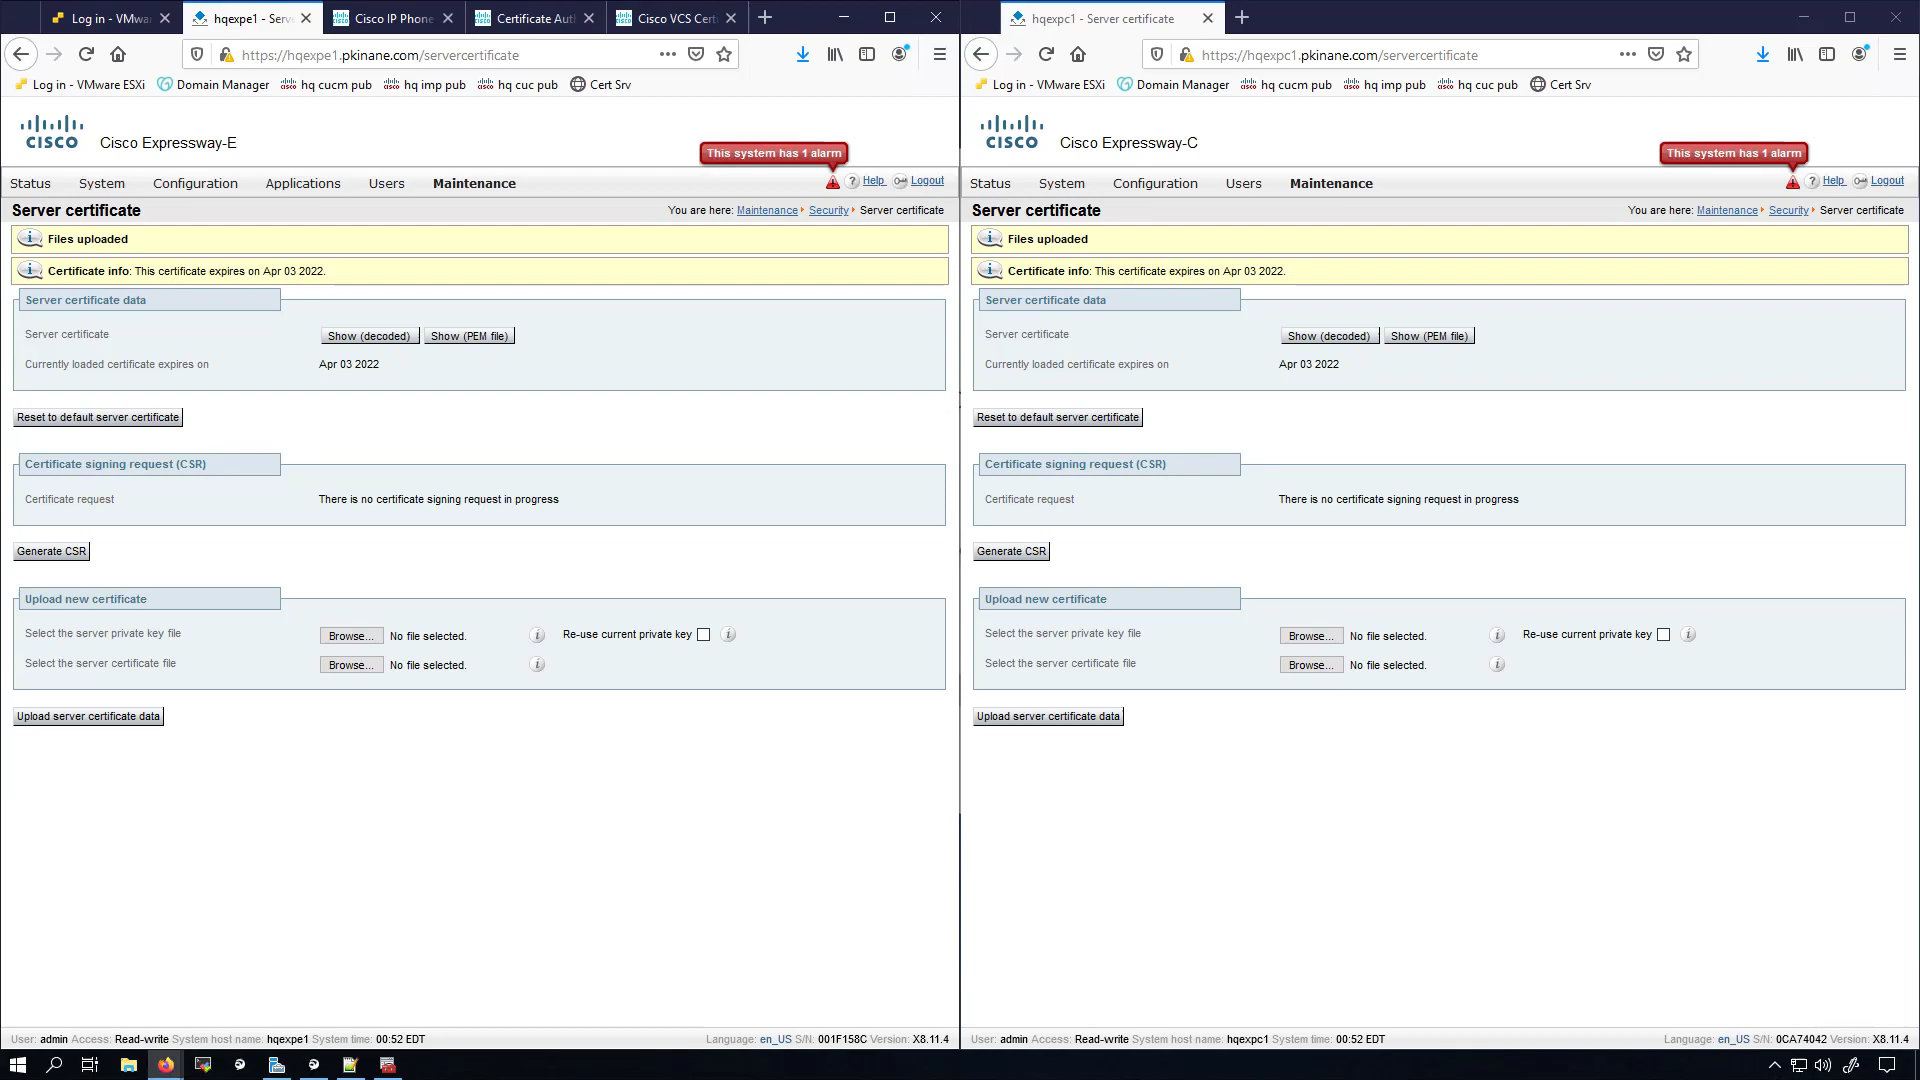 Log in - VMwa
hqexpe1 - Serv
Cisco IP Phone
Certificate Aut
Cisco VCS Cert
https://hqexpe1.pkinane.com/servercertificate
Log in - VMware ESXi
Domain Manager
hq cucm pub
hq imp pub
hq cuc pub
Cert Srv
CISCO
Cisco Expressway-E
This system has 1 alarm
Status
System
Configuration
Applications
Users
Maintenance
Help
Logout
Server certificate
You are here: Maintenance Security Server certificate
Files uploaded
Certificate info: This certificate expires on Apr 03 2022.
Server certificate data
Server certificate
Show (decoded)
Show (PEM file)
Currently loaded certificate expires on
Apr 03 2022
Reset to default server certificate
Certificate signing request (CSR)
Certificate request
There is no certificate signing request in progress
Generate CSR
Upload new certificate
Select the server private key file
Browse...
No file selected.
Re-use current private key
Select the server certificate file
Browse...
No file selected.
Upload server certificate data
User: admin Access: Read-write System host name: hqexpe1 System time: 00:52 EDT
Language: en_US S/N: 001F158C Version: X8.11.4
hqexpc1 - Server certificate
https://hqexpc1.pkinane.com/servercertificate
Log in - VMware ESXi
Domain Manager
hq cucm pub
hq imp pub
hq cuc pub
Cert Srv
CISCO
Cisco Expressway-C
This system has 1 alarm
Status
System
Configuration
Users
Maintenance
Help
Logout
Server certificate
You are here: Maintenance Security Server certificate
Files uploaded
Certificate info: This certificate expires on Apr 03 2022.
Server certificate data
Server certificate
Show (decoded)
Show (PEM file)
Currently loaded certificate expires on
Apr 03 2022
Reset to default server certificate
Certificate signing request (CSR)
Certificate request
There is no certificate signing request in progress
Generate CSR
Upload new certificate
Select the server private key file
Browse...
No file selected.
Re-use current private key
Select the server certificate file
Browse...
No file selected.
Upload server certificate data
User: admin Access: Read-write System host name: hqexpc1 System time: 00:52 EDT
Language: en_US S/N: 0CA74042 Version: X8.11.4